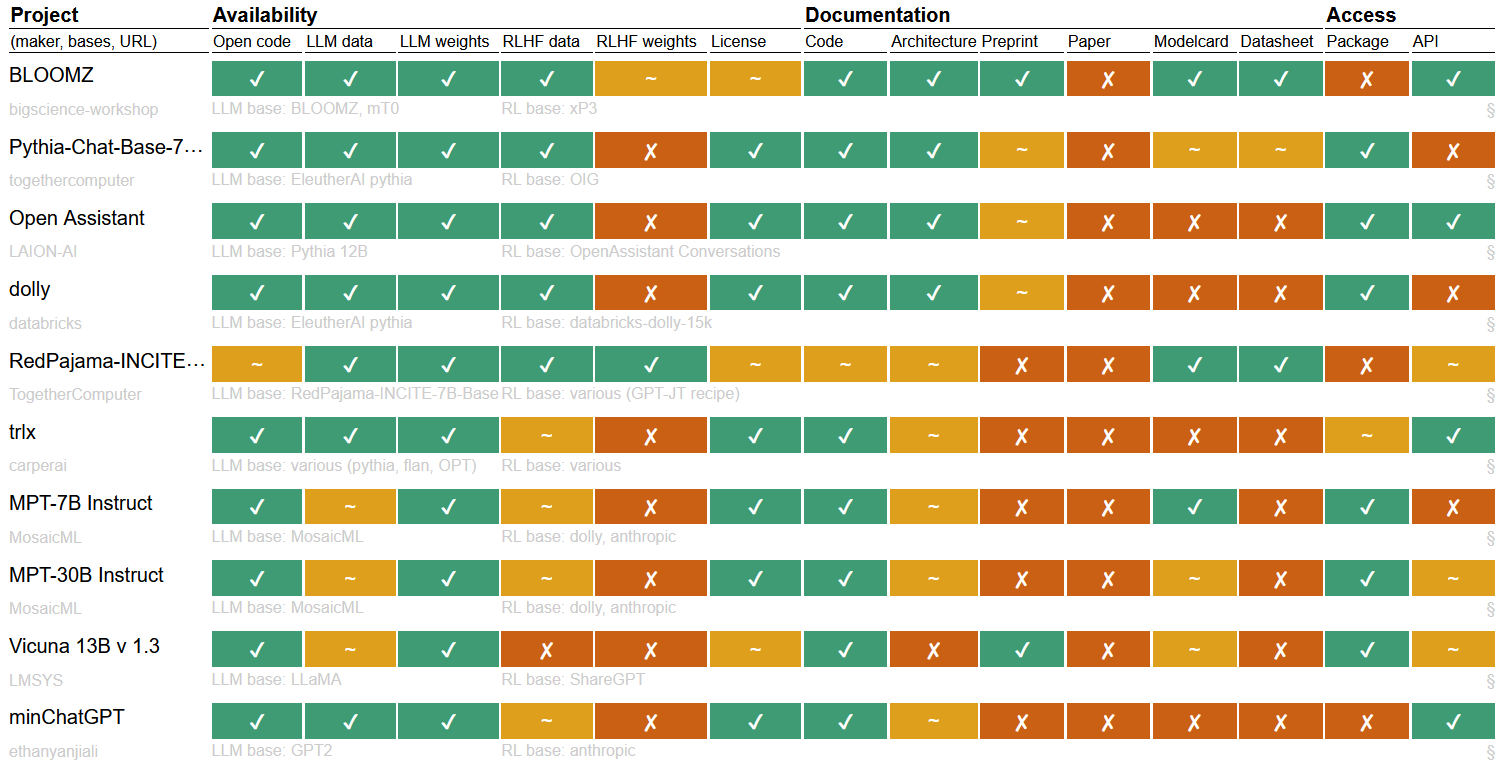 Project Availability Documentation Access
(maker, bases, URL) Open code LLM data LLM weights RLHF data RLHF weights License Code Architecture Preprint Paper Modelcard Datasheet Package API
BLOOMZ ✓ ✓ ✓ ✓ ~ ~ ✓ ✓ ✓ ✗ ✓ ✓ ✗ ✓
bigscience-workshop LLM base: BLOOMZ, mT0 RL base: xP3 §
Pythia-Chat-Base-7… ✓ ✓ ✓ ✓ ✗ ✓ ✓ ✓ ~ ✗ ~ ~ ✓ ✗
togethercomputer LLM base: EleutherAI pythia RL base: OIG §
Open Assistant ✓ ✓ ✓ ✓ ✗ ✓ ✓ ✓ ~ ✗ ✗ ✗ ✓ ✓
LAION-AI LLM base: Pythia 12B RL base: OpenAssistant Conversations §
dolly ✓ ✓ ✓ ✓ ✗ ✓ ✓ ✓ ~ ✗ ✗ ✗ ✓ ✗
databricks LLM base: EleutherAI pythia RL base: databricks-dolly-15k §
RedPajama-INCITE… ~ ✓ ✓ ✓ ✓ ~ ~ ~ ✗ ✗ ✓ ✓ ✗ ~
TogetherComputer LLM base: RedPajama-INCITE-7B-Base RL base: various (GPT-JT recipe) §
trlx ✓ ✓ ✓ ~ ✗ ✓ ✓ ~ ✗ ✗ ✗ ✗ ~ ✓
carperai LLM base: various (pythia, flan, OPT) RL base: various §
MPT-7B Instruct ✓ ~ ✓ ~ ✗ ✓ ✓ ~ ✗ ✗ ✓ ✗ ✓ ✗
MosaicML LLM base: MosaicML RL base: dolly, anthropic §
MPT-30B Instruct ✓ ~ ✓ ~ ✗ ✓ ✓ ~ ✗ ✗ ~ ✗ ✓ ~
MosaicML LLM base: MosaicML RL base: dolly, anthropic §
Vicuna 13B v 1.3 ✓ ~ ✓ ✗ ✗ ~ ✓ ✗ ✓ ✗ ~ ✗ ✓ ~
LMSYS LLM base: LLaMA RL base: ShareGPT §
minChatGPT ✓ ✓ ✓ ~ ✗ ✓ ✓ ~ ✗ ✗ ✗ ✗ ✗ ✓
ethanyanjiali LLM base: GPT2 RL base: anthropic §